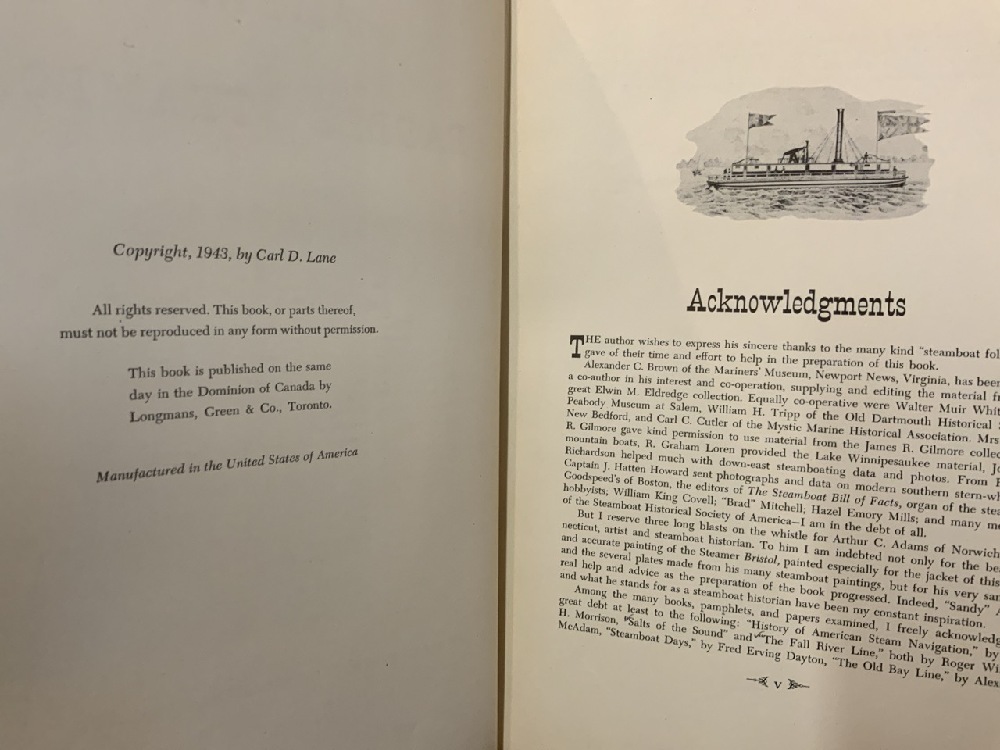 Copyright, 1943, by Carl D. Lane
All rights reserved. This book, or parts thereof,
must not be reproduced in any form without permission.
This book is published on the same
day in the Dominion of Canada by
Longmans, Green & Co., Toronto.
Manufactured in the United States of America
Acknowledgments
THE author wishes to express his sincere thanks to the many kind "steamboat
gave of their time and effort to help in the preparation of this book.
Alexander C. Brown of the Mariners' Museum, Newport News, Virginia, has been
a co-author in his interest and co-operation, supplying and editing the material
great Elwin M. Eldredge collection. Equally co-operative were Walter Muir
Peabody Museum at Salem, William H. Tripp of the Old Dartmouth Historical
New Bedford, and Carl C. Cutler of the Mystic Marine Historical Association. Mrs.
R. Gilmore gave kind permission to use material from the James R. Gilmore
mountain boats, R. Graham Loren provided the Lake Winnipesaukee material,
Richardson helped much with down-east steamboating data and photos. From
Captain J. Hatten Howard sent photographs and data on modern southern
Goodspeed's of Boston, the editors of The Steamboat Bill of Facts, organ of the
hobbyists; William King Covell; "Brad" Mitchell; Hazel Emory Mills; and many
of the Steamboat Historical Society of America—I am in the debt of all.
But I reserve three long blasts on the whistle for Arthur C. Adams of Norwich
necticut, artist and steamboat historian. To him I am indebted not only for the
and accurate painting of the Steamer Bristol, painted especially for the jacket of this
and the several plates made from his many steamboat paintings, but for his very
real help and advice as the preparation of the book progressed. Indeed, "Sandy"
and what he stands for as a steamboat historian have been my constant inspiration.
Among the many books, pamphlets, and papers examined, I freely
great debt at least to the following: "History of American Steam Navigation," by
H. Morrison, "Salts of the Sound" and "The Fall River Line," both by Roger
McAdam, "Steamboat Days," by Fred Erving Dayton, "The Old Bay Line," by
v